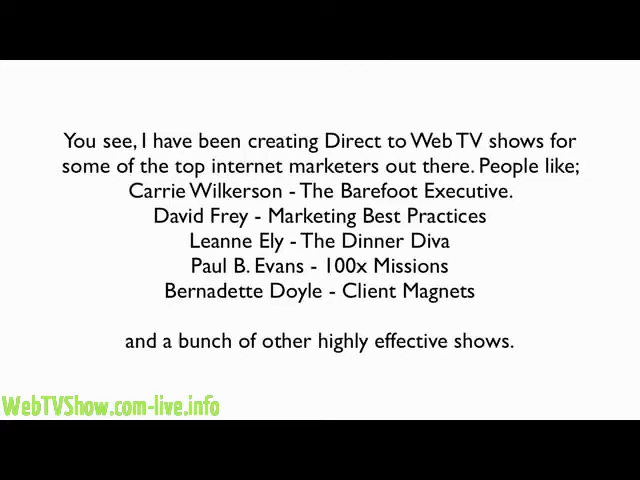 You see, I have been creating Direct to Web TV shows for
some of the top internet marketers out there. People like;
Carrie Wilkerson - The Barefoot Executive.
David Frey - Marketing Best Practices
Leanne Ely - The Dinner Diva
Paul B. Evans - 100x Missions
Bernadette Doyle - Client Magnets
and a bunch of other highly effective shows.
WebTVShow.com-live.info